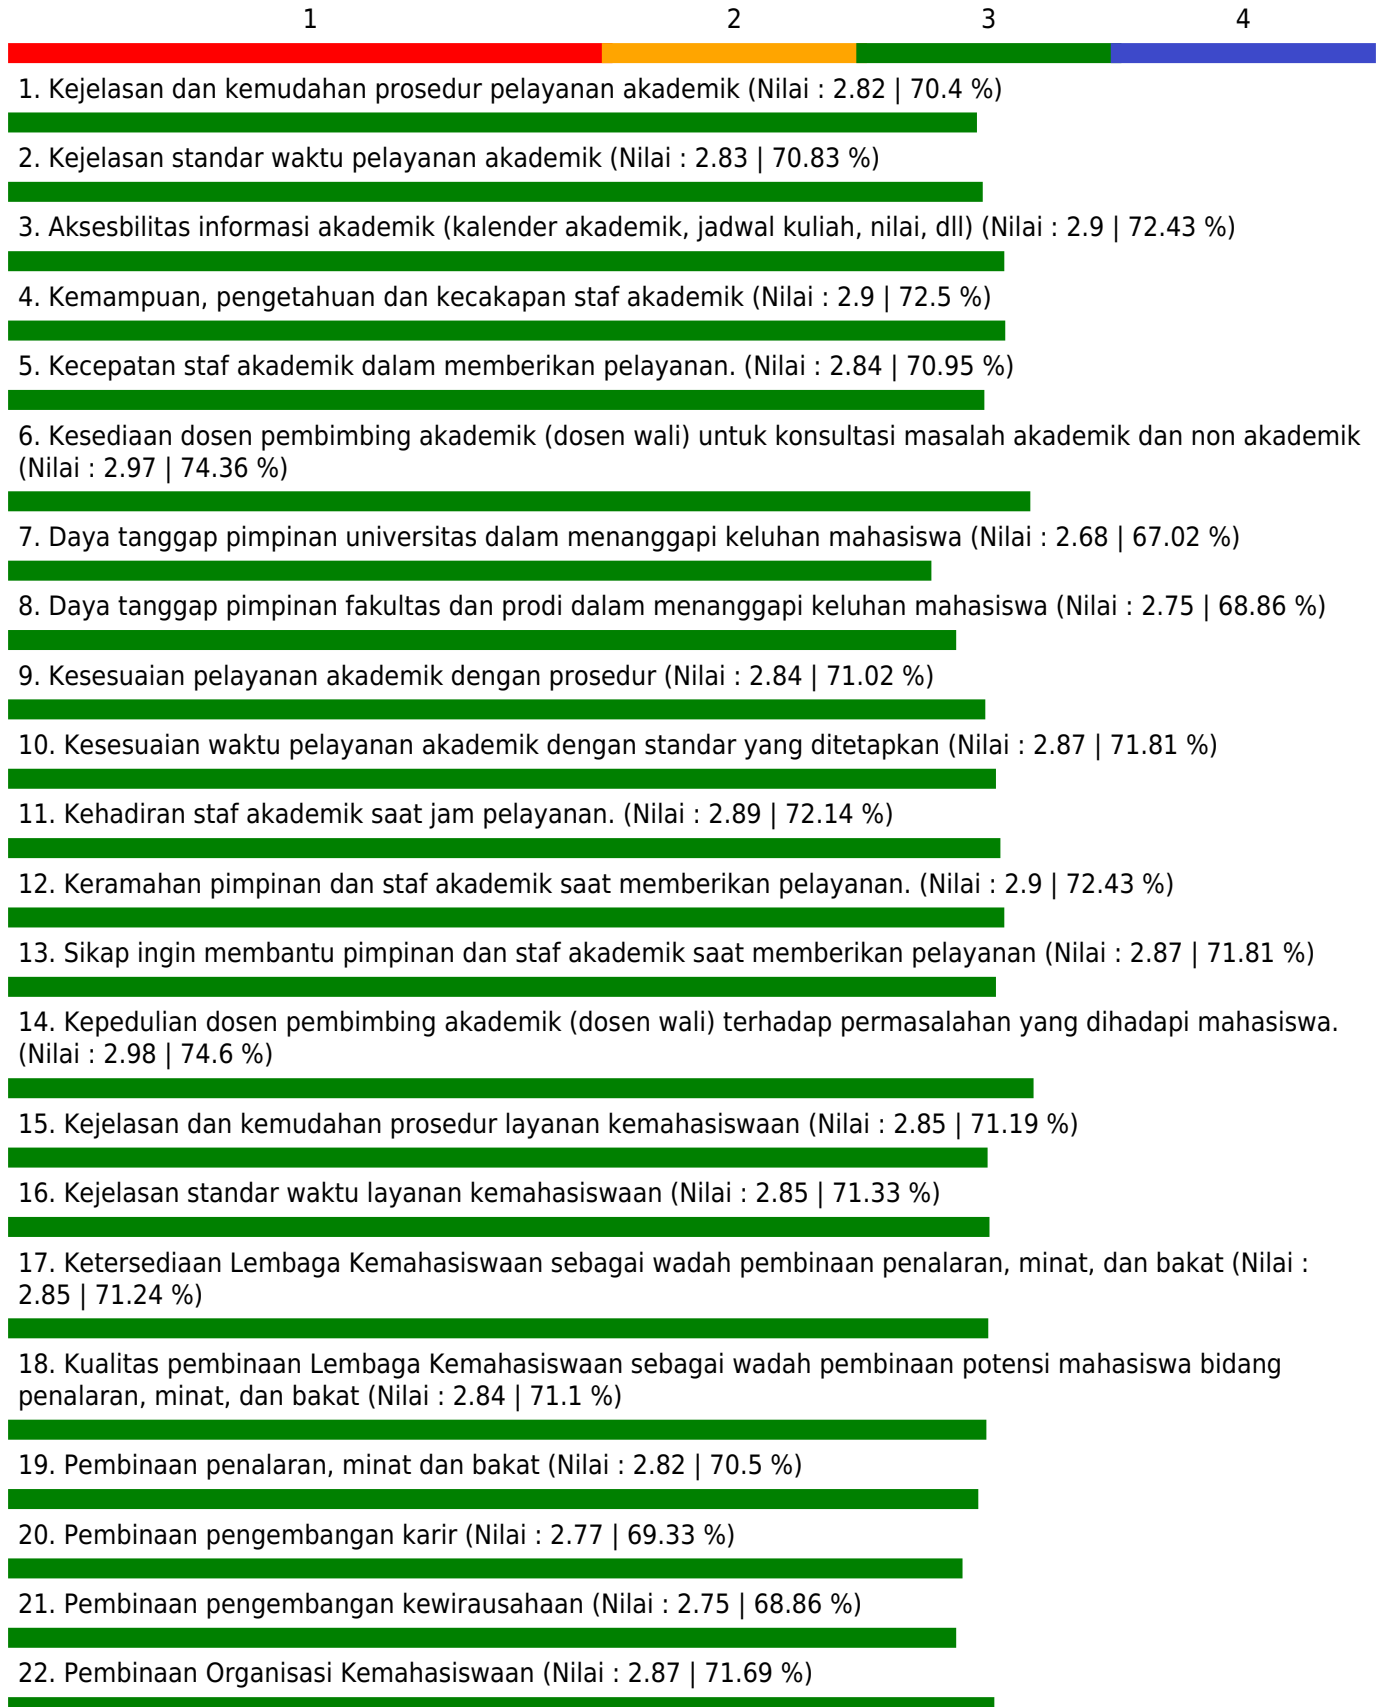 1 2 3 4
1. Kejelasan dan kemudahan prosedur pelayanan akademik (Nilai : 2.82 | 70.4 %)
2. Kejelasan standar waktu pelayanan akademik (Nilai : 2.83 | 70.83 %)
3. Aksesbilitas informasi akademik (kalender akademik, jadwal kuliah, nilai, dll) (Nilai : 2.9 | 72.43 %)
4. Kemampuan, pengetahuan dan kecakapan staf akademik (Nilai : 2.9 | 72.5 %)
5. Kecepatan staf akademik dalam memberikan pelayanan. (Nilai : 2.84 | 70.95 %)
6. Kesediaan dosen pembimbing akademik (dosen wali) untuk konsultasi masalah akademik dan non akademik
(Nilai : 2.97 | 74.36 %)
7. Daya tanggap pimpinan universitas dalam menanggapi keluhan mahasiswa (Nilai : 2.68 | 67.02 %)
8. Daya tanggap pimpinan fakultas dan prodi dalam menanggapi keluhan mahasiswa (Nilai : 2.75 | 68.86 %)
9. Kesesuaian pelayanan akademik dengan prosedur (Nilai : 2.84 | 71.02 %)
10. Kesesuaian waktu pelayanan akademik dengan standar yang ditetapkan (Nilai : 2.87 | 71.81 %)
11. Kehadiran staf akademik saat jam pelayanan. (Nilai : 2.89 | 72.14 %)
12. Keramahan pimpinan dan staf akademik saat memberikan pelayanan. (Nilai : 2.9 | 72.43 %)
13. Sikap ingin membantu pimpinan dan staf akademik saat memberikan pelayanan (Nilai : 2.87 | 71.81 %)
14. Kepedulian dosen pembimbing akademik (dosen wali) terhadap permasalahan yang dihadapi mahasiswa.
(Nilai : 2.98 | 74.6 %)
15. Kejelasan dan kemudahan prosedur layanan kemahasiswaan (Nilai : 2.85 | 71.19 %)
16. Kejelasan standar waktu layanan kemahasiswaan (Nilai : 2.85 | 71.33 %)
17. Ketersediaan Lembaga Kemahasiswaan sebagai wadah pembinaan penalaran, minat, dan bakat (Nilai :
2.85 | 71.24 %)
18. Kualitas pembinaan Lembaga Kemahasiswaan sebagai wadah pembinaan potensi mahasiswa bidang
penalaran, minat, dan bakat (Nilai : 2.84 | 71.1 %)
19. Pembinaan penalaran, minat dan bakat (Nilai : 2.82 | 70.5 %)
20. Pembinaan pengembangan karir (Nilai : 2.77 | 69.33 %)
21. Pembinaan pengembangan kewirausahaan (Nilai : 2.75 | 68.86 %)
22. Pembinaan Organisasi Kemahasiswaan (Nilai : 2.87 | 71.69 %)